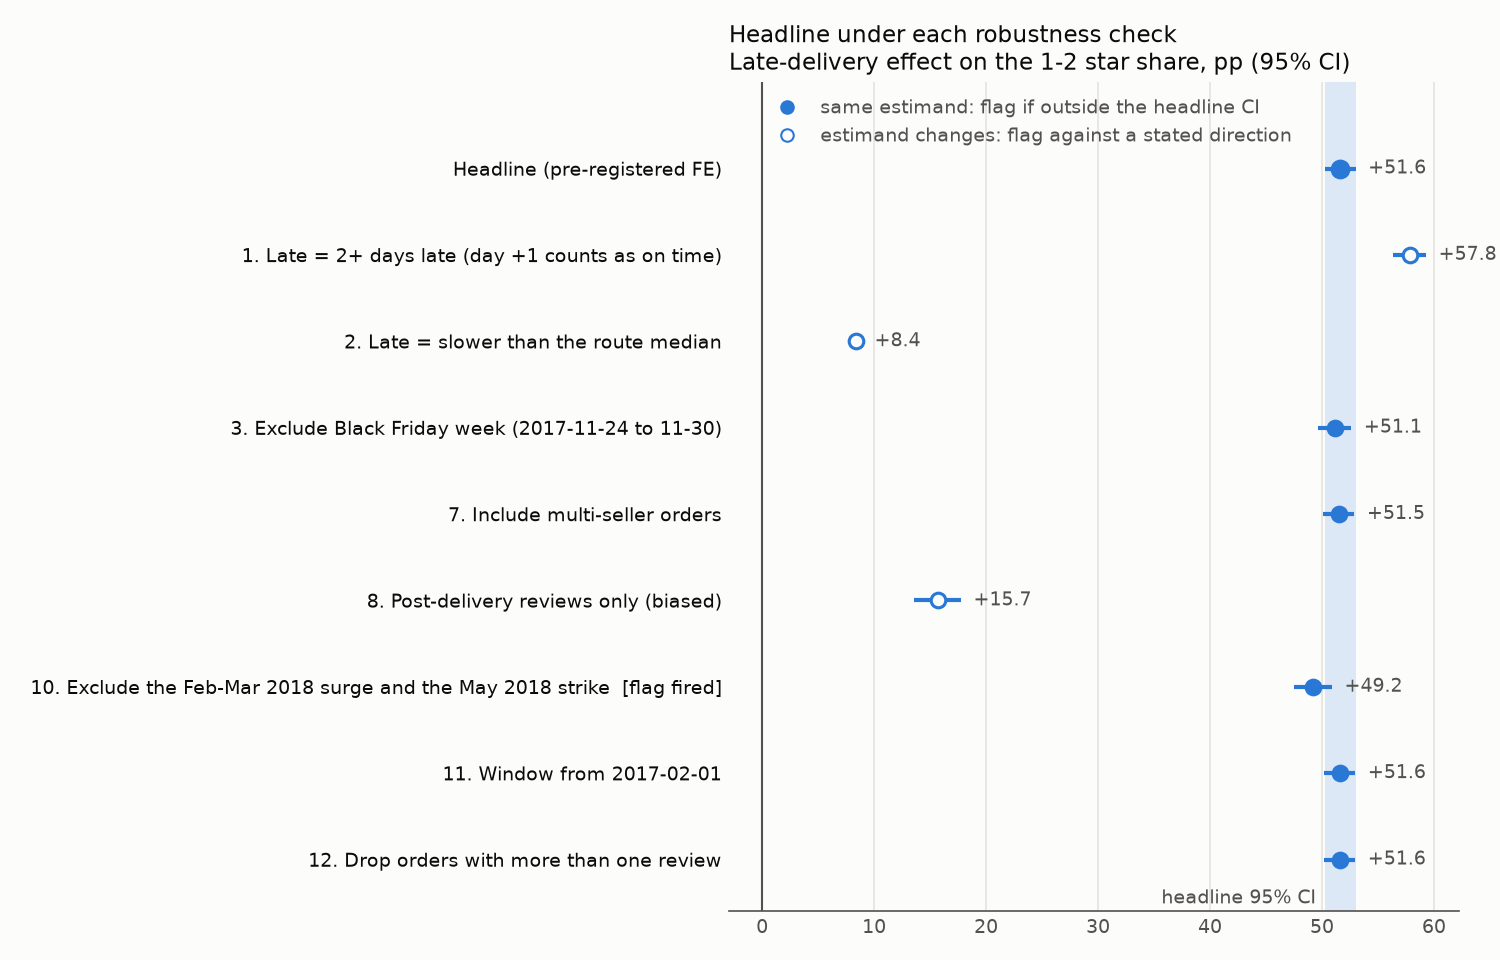 Headline under each robustness check
Late-delivery effect on the 1-2 star share, pp (95% CI)
same estimand: flag if outside the headline CI
estimand changes: flag against a stated direction
Headline (pre-registered FE) +51.6
1. Late = 2+ days late (day +1 counts as on time) +57.8
2. Late = slower than the route median +8.4
3. Exclude Black Friday week (2017-11-24 to 11-30) +51.1
7. Include multi-seller orders +51.5
8. Post-delivery reviews only (biased) +15.7
10. Exclude the Feb-Mar 2018 surge and the May 2018 strike [flag fired] +49.2
11. Window from 2017-02-01 +51.6
12. Drop orders with more than one review +51.6
headline 95% CI
0 10 20 30 40 50 60